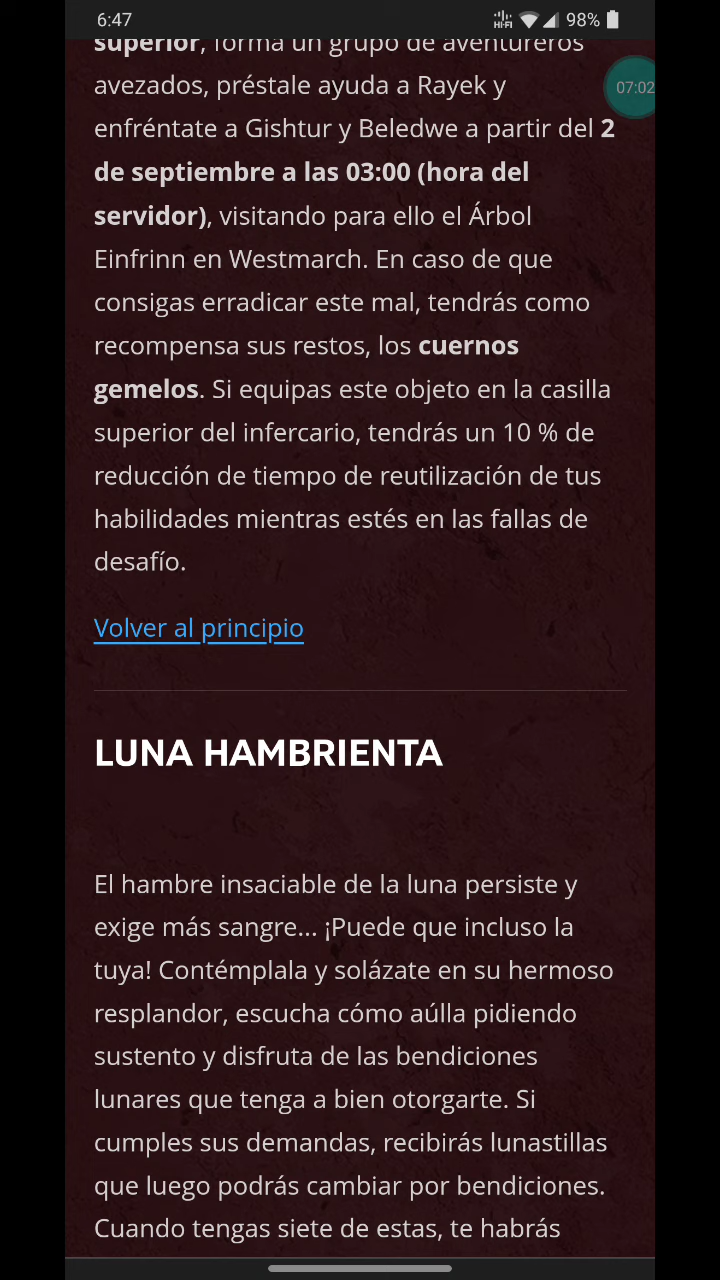 6:47
HI-FI
98%
superior, forma un grupo de aventureros
avezados, préstale ayuda a Rayek y
07:02
enfréntate a Gishtur y Beledwe a partir del 2
de septiembre a las 03:00 (hora del
servidor), visitando para ello el Árbol
Einfrinn en Westmarch. En caso de que
consigas erradicar este mal, tendrás como
recompensa sus restos, los cuernos
gemelos. Si equipas este objeto en la casilla
superior del infercario, tendrás un 10 % de
reducción de tiempo de reutilización de tus
habilidades mientras estés en las fallas de
desafío.
Volver al principio
LUNA HAMBRIENTA
El hambre insaciable de la luna persiste y
exige más sangre... ¡Puede que incluso la
tuya! Contémplala y solázate en su hermoso
resplandor, escucha cómo aúlla pidiendo
sustento y disfruta de las bendiciones
lunares que tenga a bien otorgarte. Si
cumples sus demandas, recibirás lunastillas
que luego podrás cambiar por bendiciones.
Cuando tengas siete de estas, te habrás